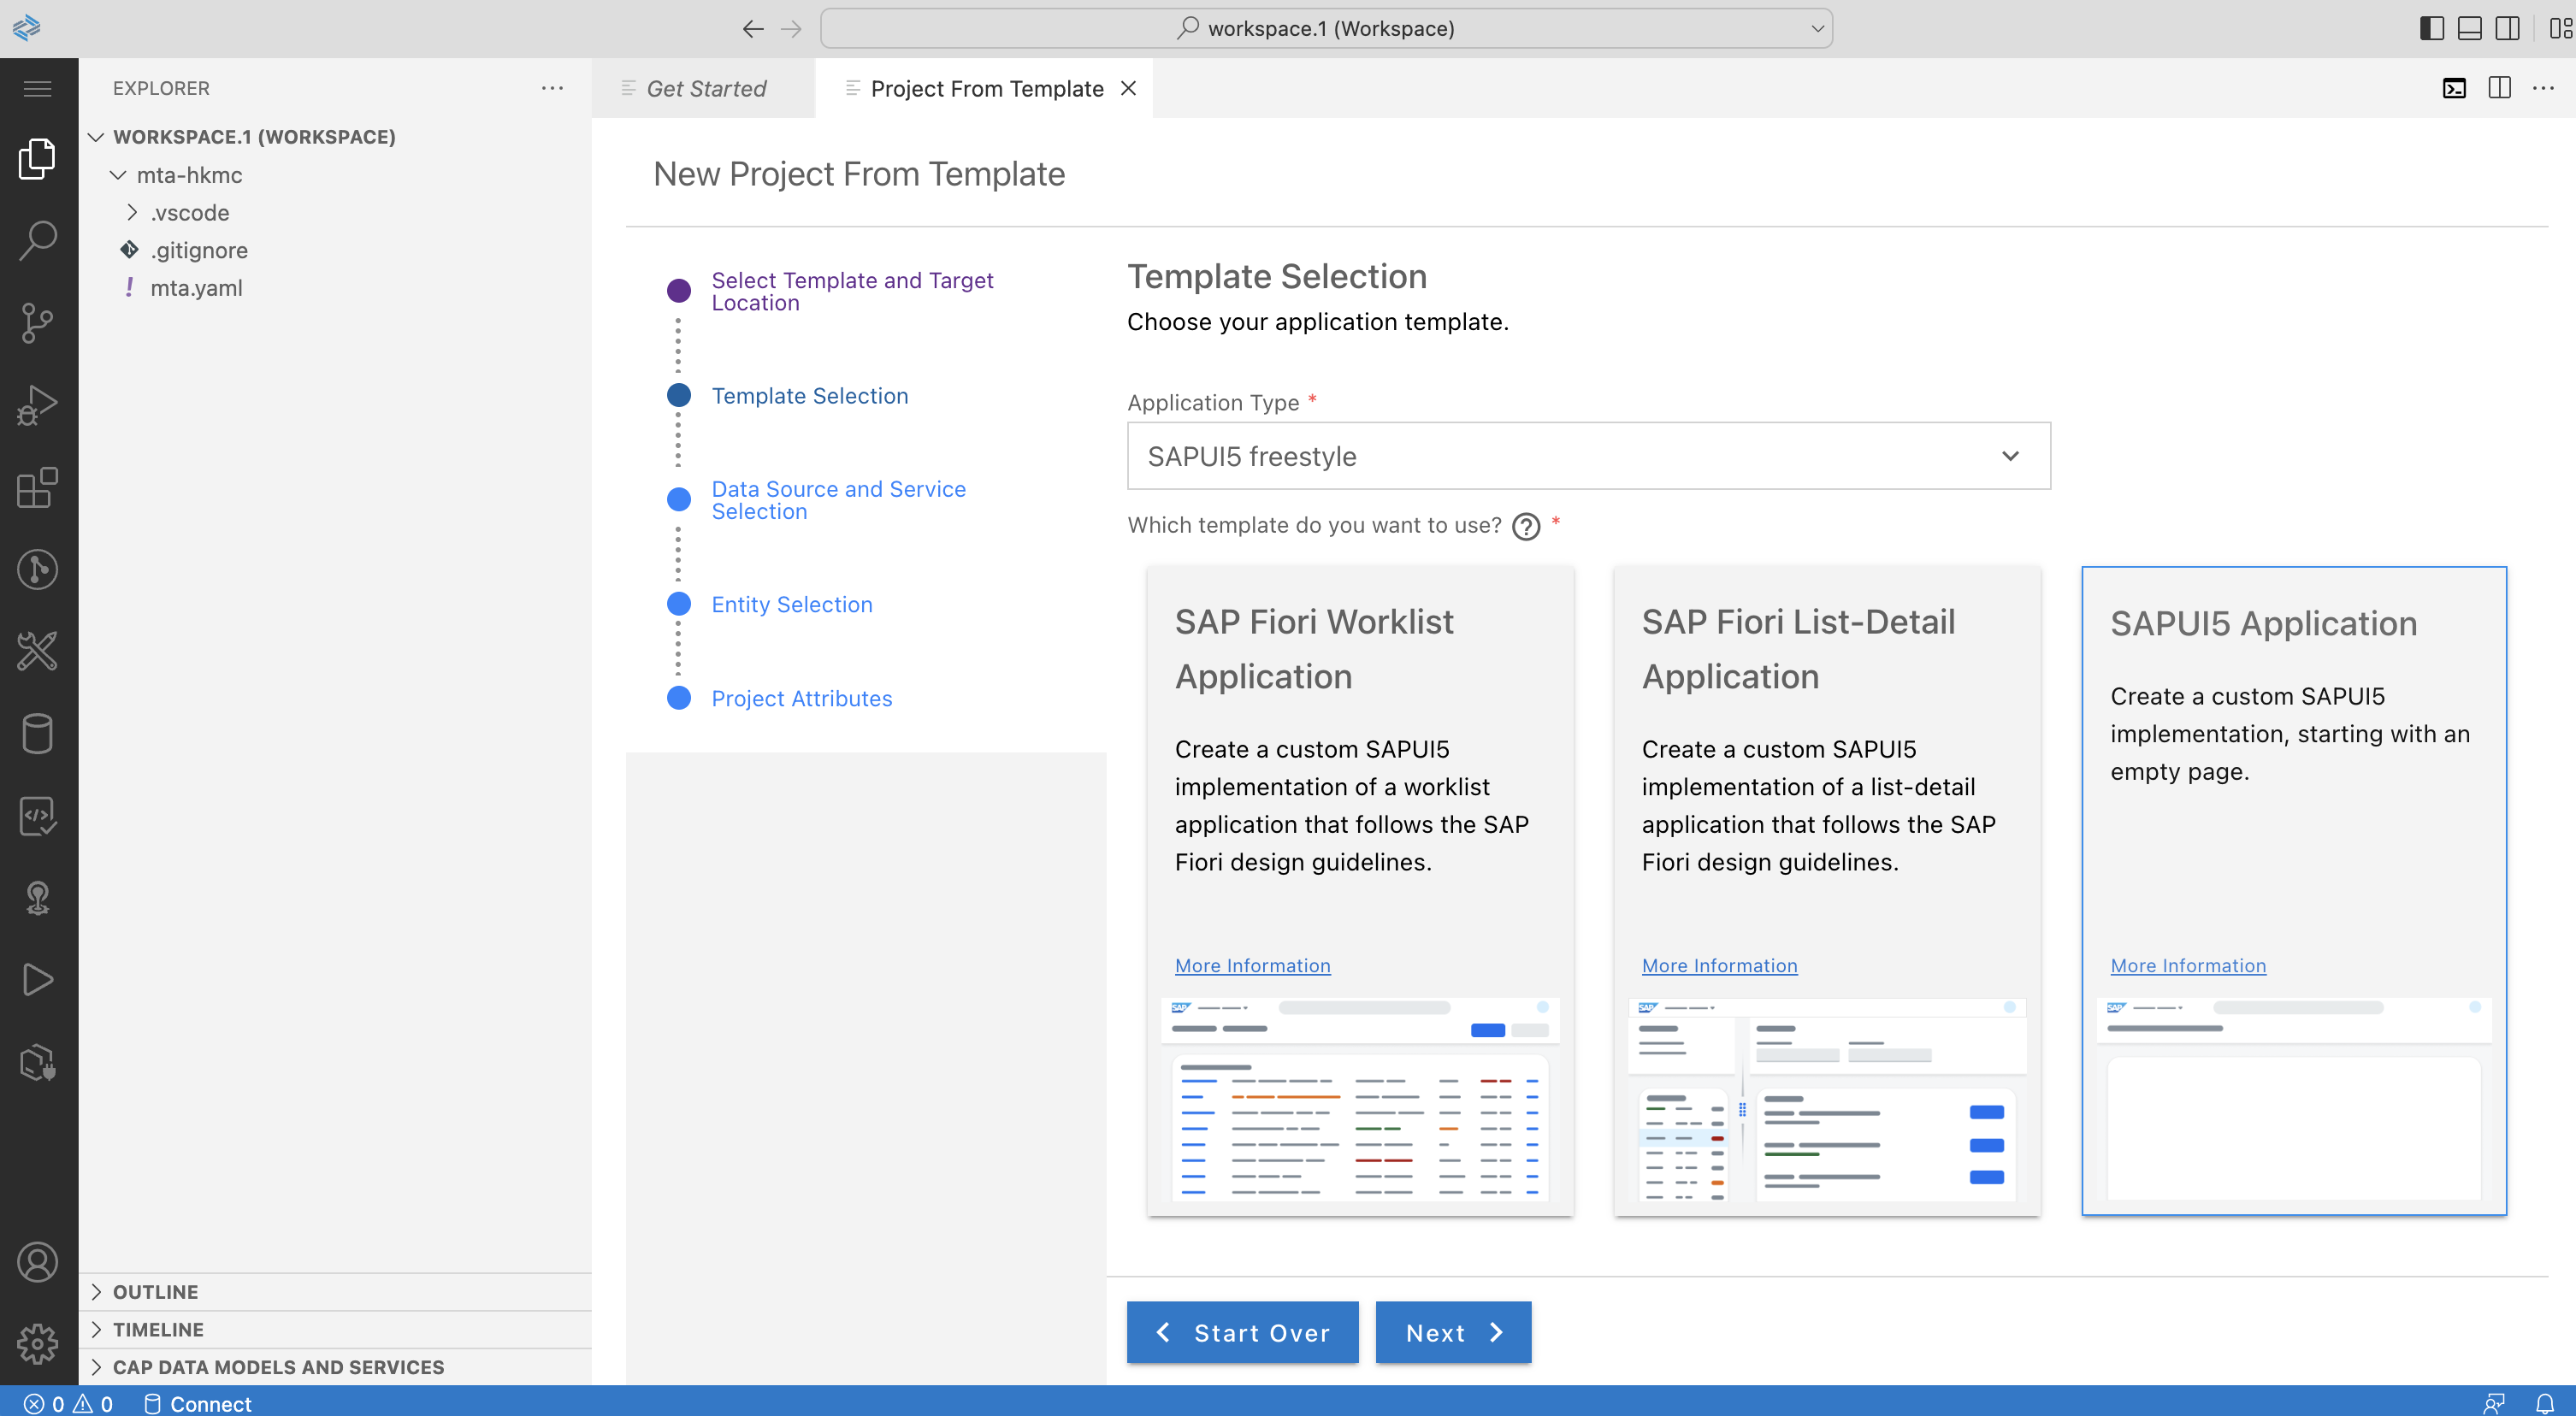 workspace.1 (Workspace)
EXPLORER
WORKSPACE.1 (WORKSPACE)
mta-hkmc
.vscode
.gitignore
mta.yaml
OUTLINE
TIMELINE
CAP DATA MODELS AND SERVICES
Get Started
Project From Template
New Project From Template
Select Template and Target
Location
Template Selection
Data Source and Service
Selection
Entity Selection
Project Attributes
Template Selection
Choose your application template.
Application Type *
SAPUI5 freestyle
Which template do you want to use? *
SAP Fiori Worklist
Application
Create a custom SAPUI5
implementation of a worklist
application that follows the SAP
Fiori design guidelines.
More Information
SAP
SAP Fiori List-Detail
Application
Create a custom SAPUI5
implementation of a list-detail
application that follows the SAP
Fiori design guidelines.
More Information
SAP
SAPUI5 Application
Create a custom SAPUI5
implementation, starting with an
empty page.
More Information
SAP
Start Over
Next
0 0 Connect